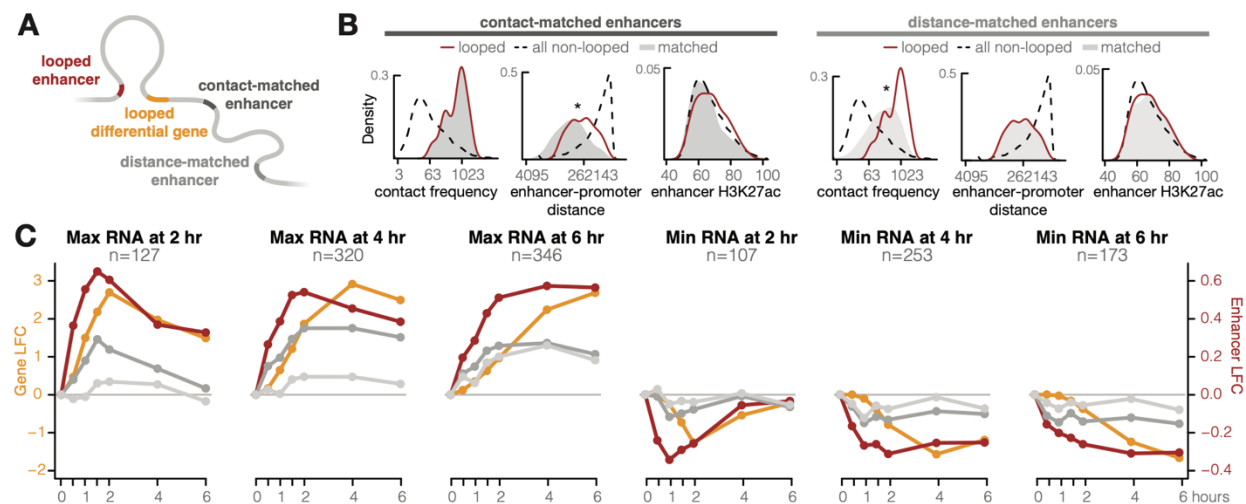 A
looped
enhancer
looped
differential gene
contact-matched
enhancer
distance-matched
enhancer
B
contact-matched enhancers
looped all non-looped matched
Density
0.3
3 63 1023
contact frequency
0.5
*
4095 262143
enhancer-promoter
distance
0.05
40 60 80 100
enhancer H3K27ac
distance-matched enhancers
looped all non-looped matched
0.3
*
3 63 1023
contact frequency
0.5
4095 262143
enhancer-promoter
distance
0.05
40 60 80 100
enhancer H3K27ac
C
Max RNA at 2 hr
n=127
Max RNA at 4 hr
n=320
Max RNA at 6 hr
n=346
Min RNA at 2 hr
n=107
Min RNA at 4 hr
n=253
Min RNA at 6 hr
n=173
Gene LFC
3
2
1
0
-1
-2
Enhancer LFC
0.6
0.4
0.2
0.0
-0.2
-0.4
0 1 2 4 6
0 1 2 4 6
0 1 2 4 6
0 1 2 4 6
0 1 2 4 6
0 1 2 4 6 hours